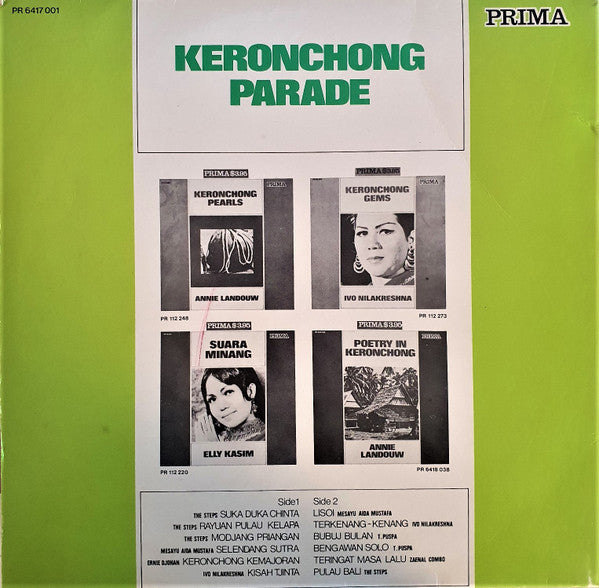 PR 6417 001
PRIMA
KERONCHONG
PARADE
PRIMA $3.95
KERONCHONG
PEARLS
PRIMA
ANNIE LANDOUW
PR 112 248
PRIMA $3.95
KERONCHONG
GEMS
PRIMA
IVO NILAKRESHNA
PR 112 273
PRIMA $3.95
SUARA
MINANG
PRIMA
ELLY KASIM
PR 112 220
PRIMA $3.95
POETRY IN
KERONCHONG
PRIMA
ANNIE
LANDOUW
PR 6418 038
Side 1
THE STEPS SUKA DUKA CHINTA
THE STEPS RAYUAN PULAU KELAPA
THE STEPS MODJANG PRIANGAN
MESAYU AIDA MUSTAFA SELENDANG SUTRA
ERNIE DJOHAN KERONCHONG KEMAJORAN
IVO NILAKRESHNA KISAH TJINTA
Side 2
LISOI MESAYU AIDA MUSTAFA
TERKENANG-KENANG IVO NILAKRESHNA
BUBUJ BULAN T. PUSPA
BENGAWAN SOLO T. PUSPA
TERINGAT MASA LALU ZAENAL COMBO
PULAU BALI THE STEPS